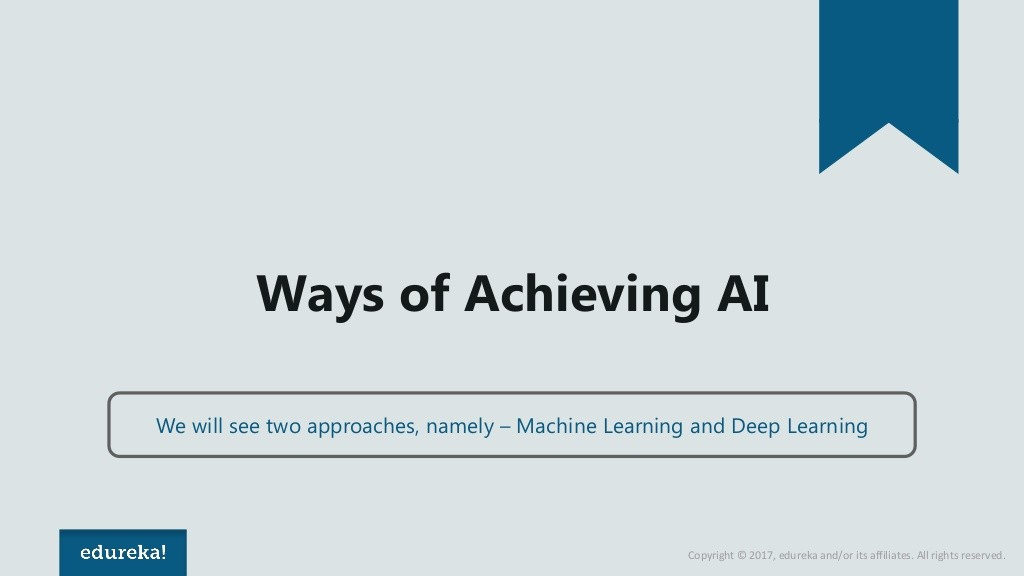 Ways of Achieving AI
We will see two approaches, namely – Machine Learning and Deep Learning
edureka!
Copyright © 2017, edureka and/or its affiliates. All rights reserved.